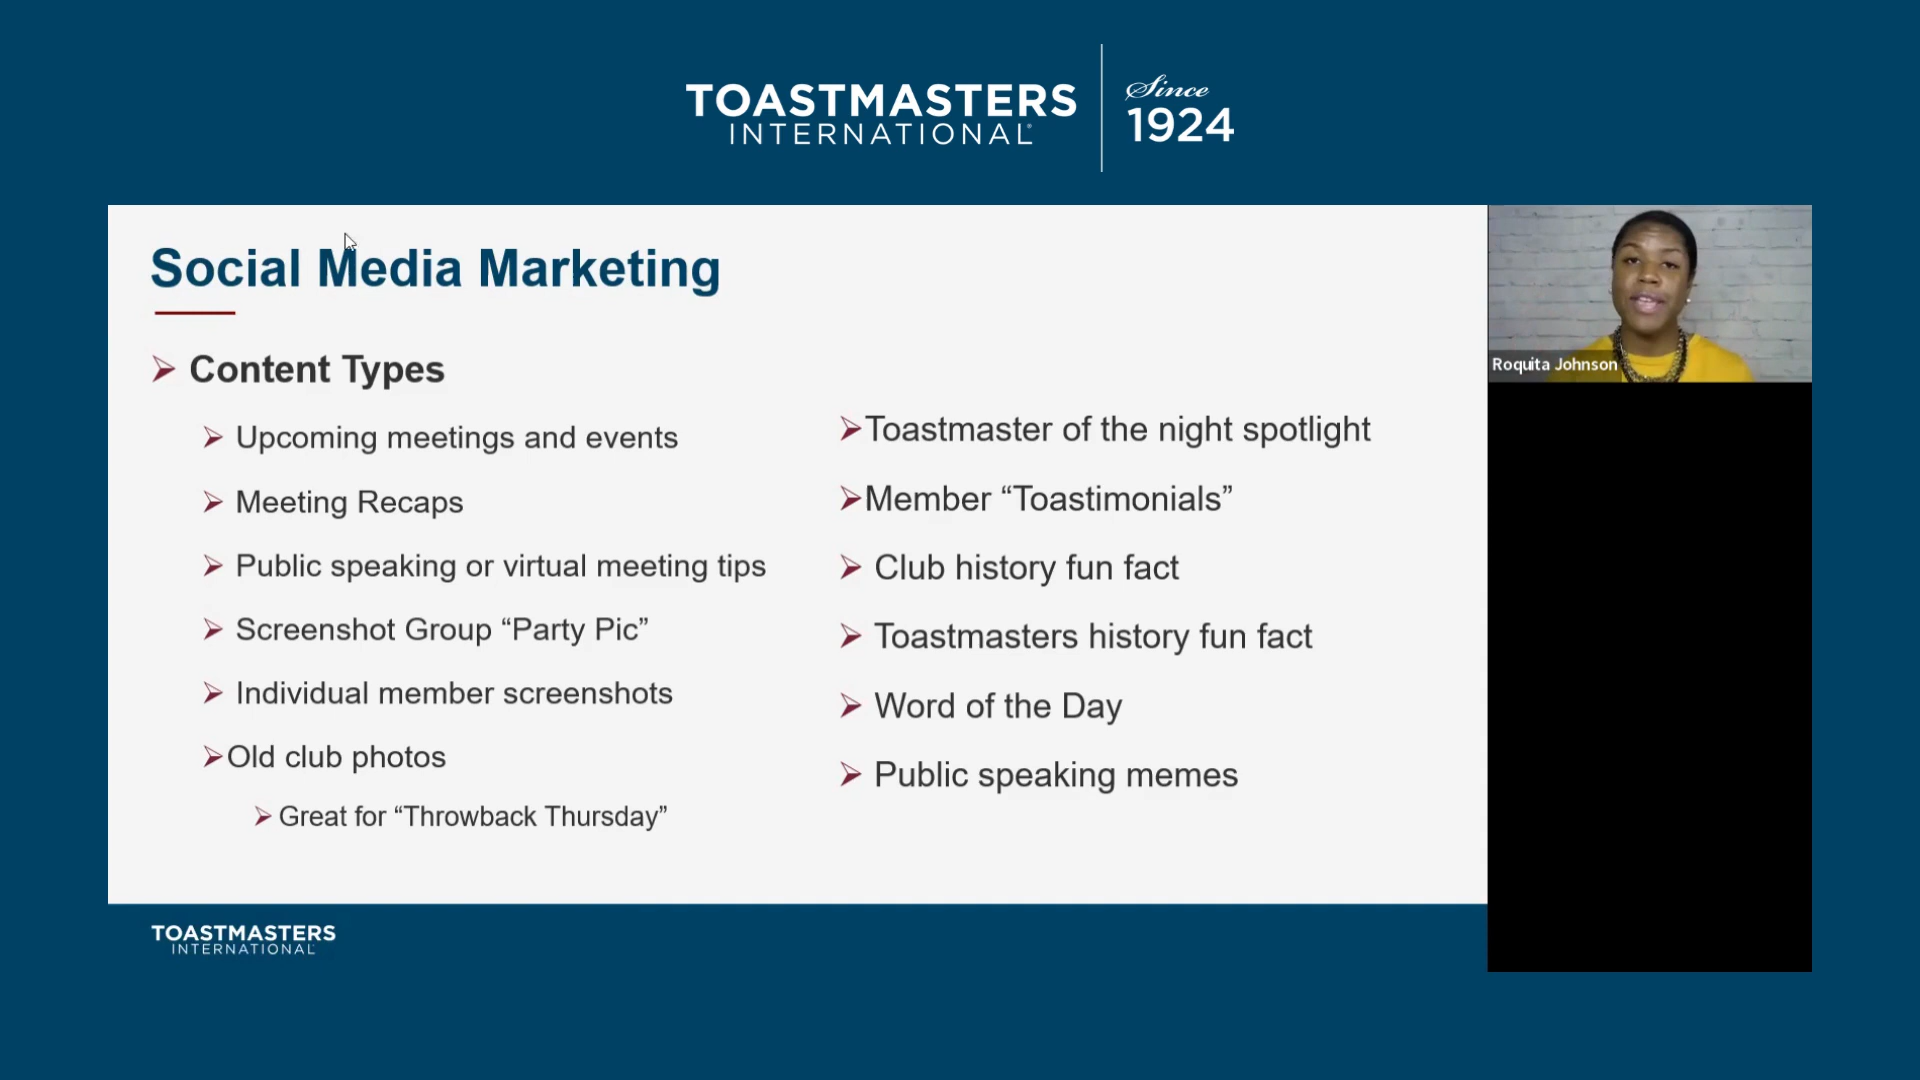 TOASTMASTERS
INTERNATIONAL
Since
1924
Social Media Marketing
Content Types
Upcoming meetings and events
Meeting Recaps
Public speaking or virtual meeting tips
Screenshot Group “Party Pic”
Individual member screenshots
Old club photos
Great for “Throwback Thursday”
Toastmaster of the night spotlight
Member “Toastimonials”
Club history fun fact
Toastmasters history fun fact
Word of the Day
Public speaking memes
Roquita Johnson
TOASTMASTERS
INTERNATIONAL